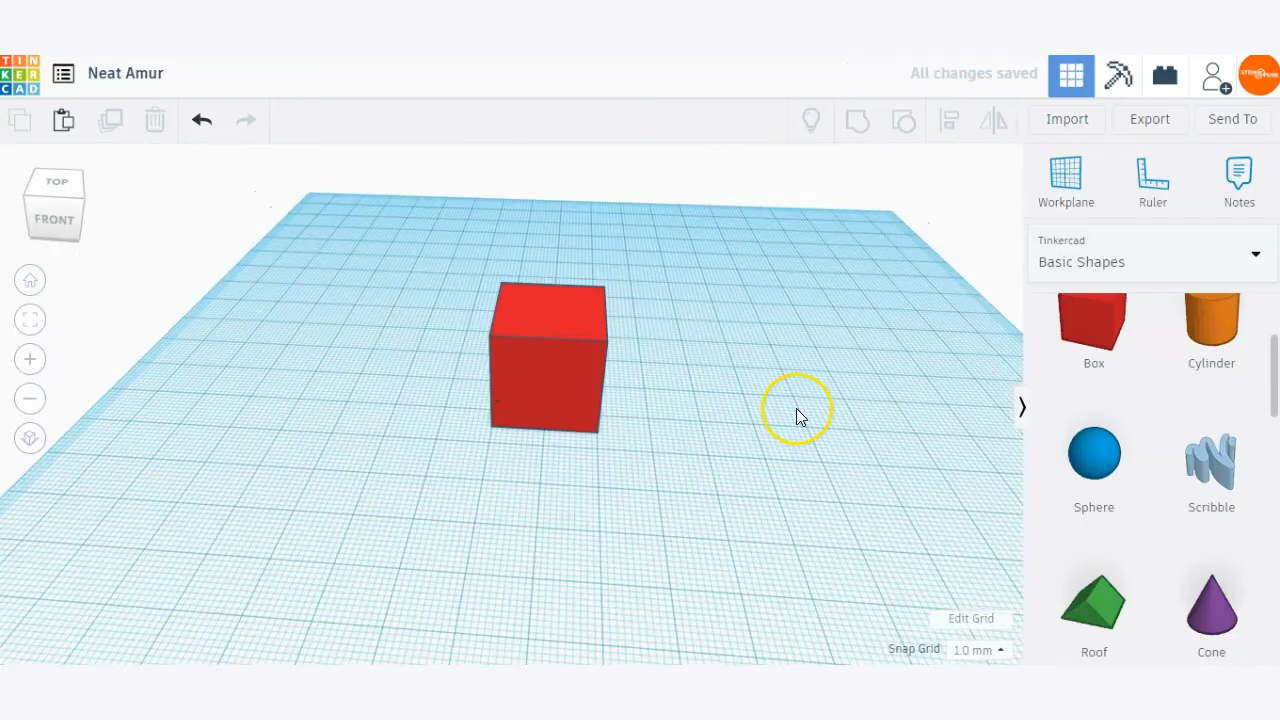 TIN
KER
CAD
Neat Amur
All changes saved
Import
Export
Send To
TOP
FRONT
Workplane
Ruler
Notes
Tinkercad
Basic Shapes
Box
Cylinder
Sphere
Scribble
Roof
Cone
Edit Grid
Snap Grid
1.0 mm